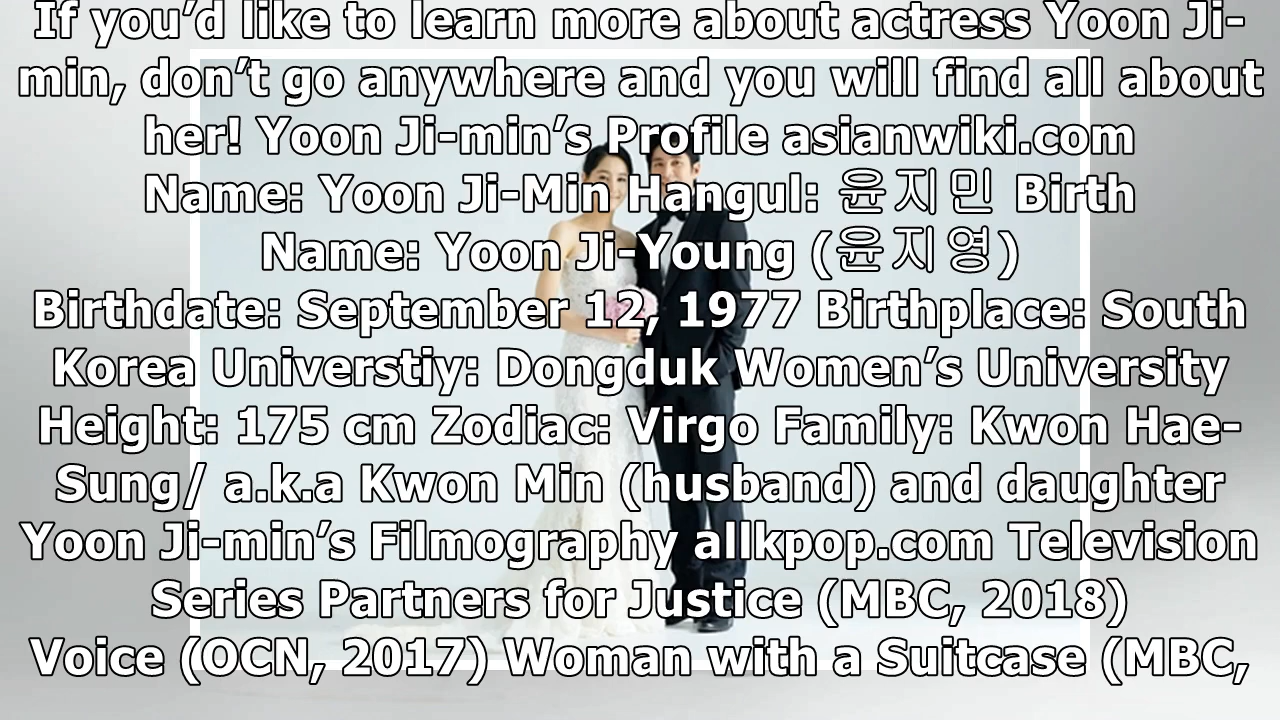 If you’d like to learn more about actress Yoon Ji-
min, don’t go anywhere and you will find all about
her! Yoon Ji-min’s Profile asianwiki.com
Name: Yoon Ji-Min Hangul: 윤지민 Birth
Name: Yoon Ji-Young (윤지영)
Birthdate: September 12, 1977 Birthplace: South
Korea Universtiy: Dongduk Women’s University
Height: 175 cm Zodiac: Virgo Family: Kwon Hae-
Sung/ a.k.a Kwon Min (husband) and daughter
Yoon Ji-min’s Filmography allkpop.com Television
Series Partners for Justice (MBC, 2018)
Voice (OCN, 2017) Woman with a Suitcase (MBC,